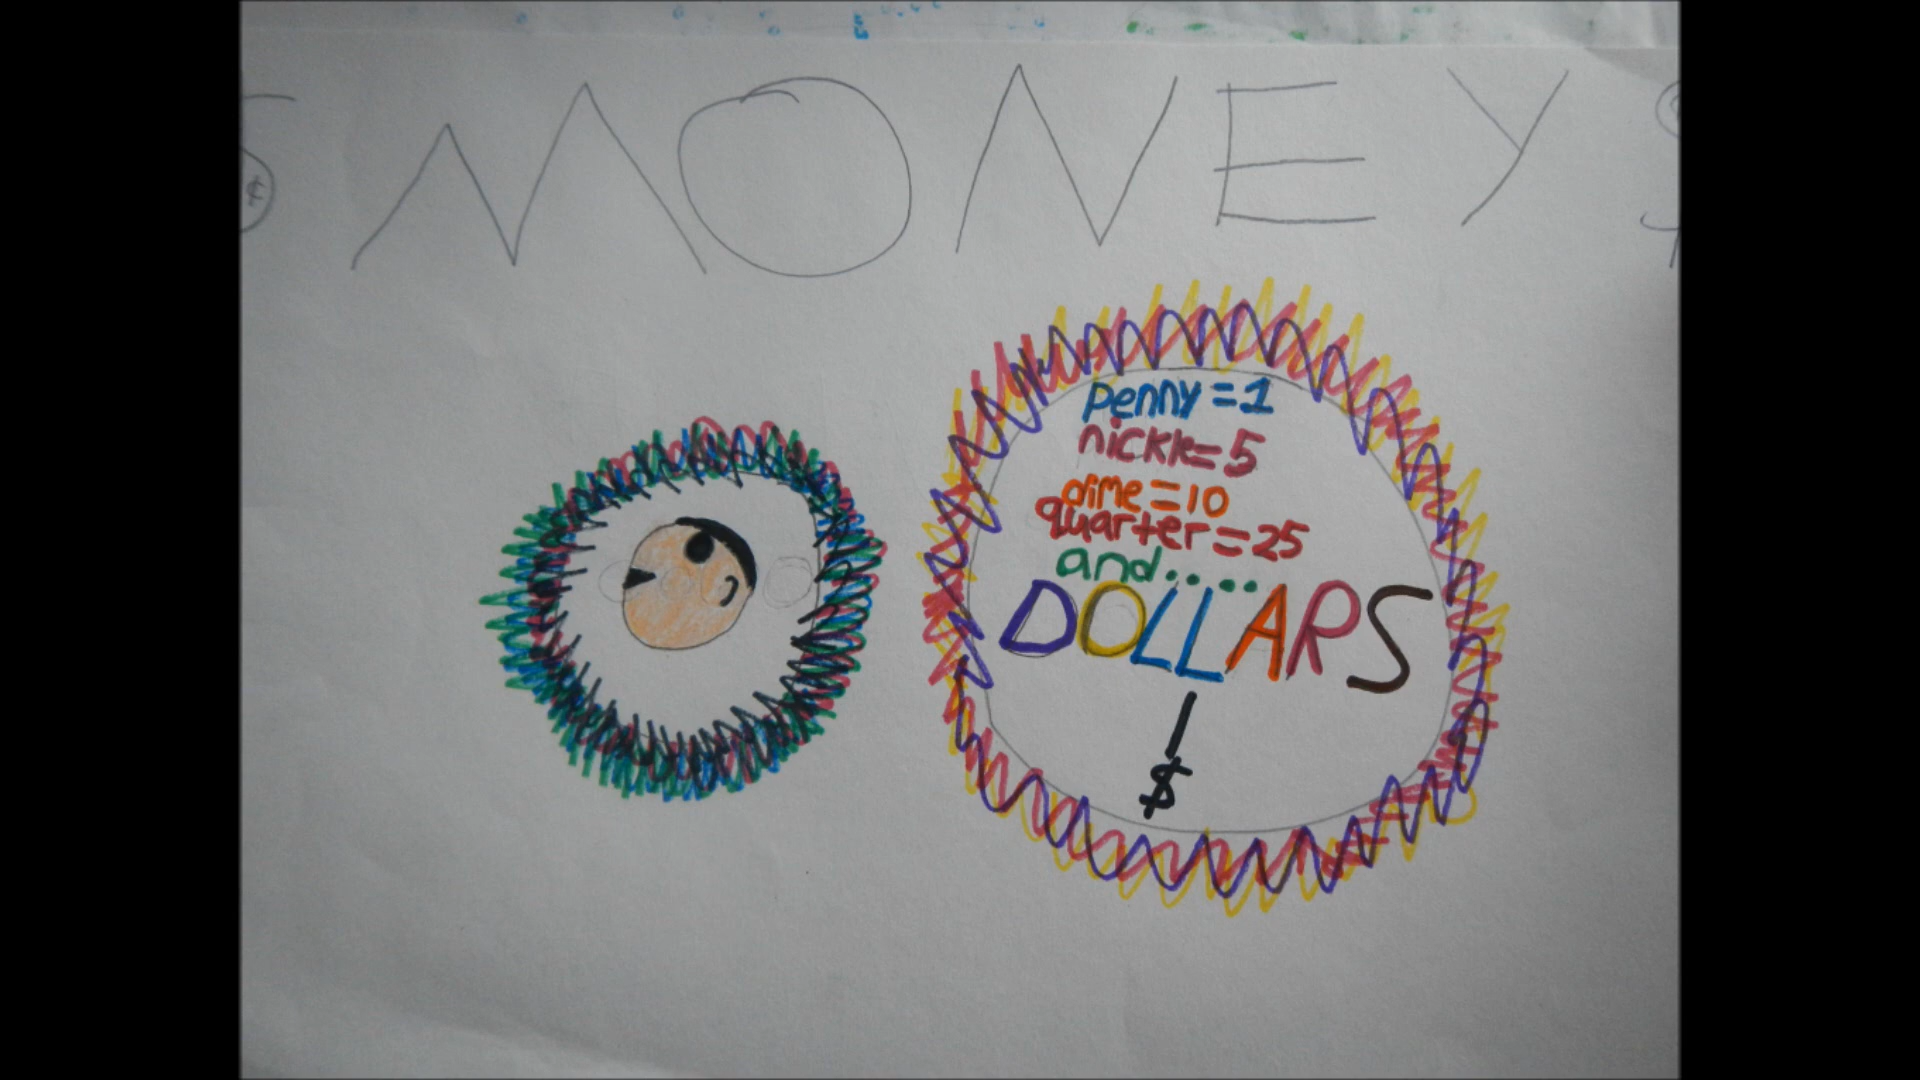 $ MONEY $
¢
penny = 1
nickle = 5
dime = 10
quarter = 25
and.....
DOLLARS
$